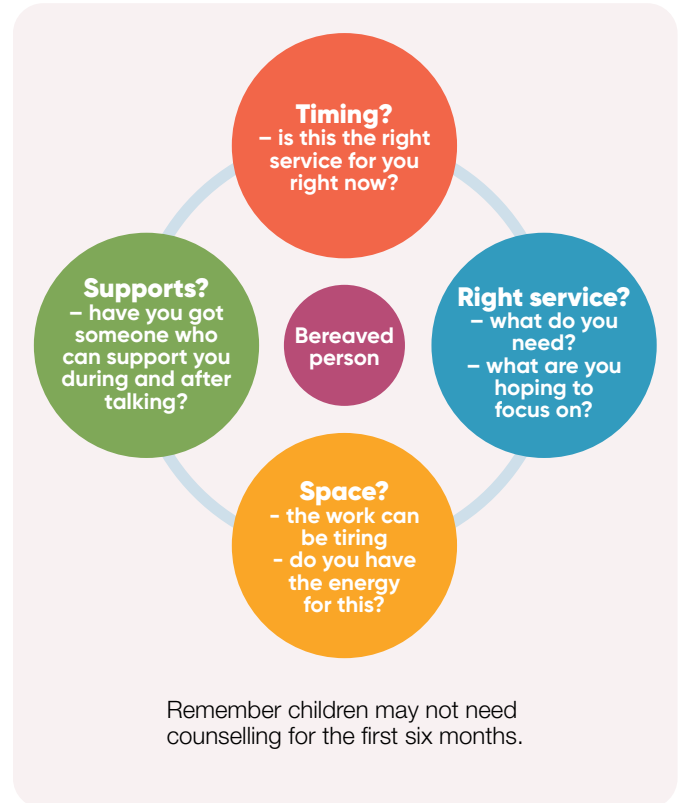 Timing?
– is this the right
service for you
right now?
Supports?
– have you got
someone who
can support you
during and after
talking?
Bereaved
person
Right service?
– what do you
need?
– what are you
hoping to
focus on?
Space?
- the work can
be tiring
- do you have
the energy
for this?
Remember children may not need
counselling for the first six months.